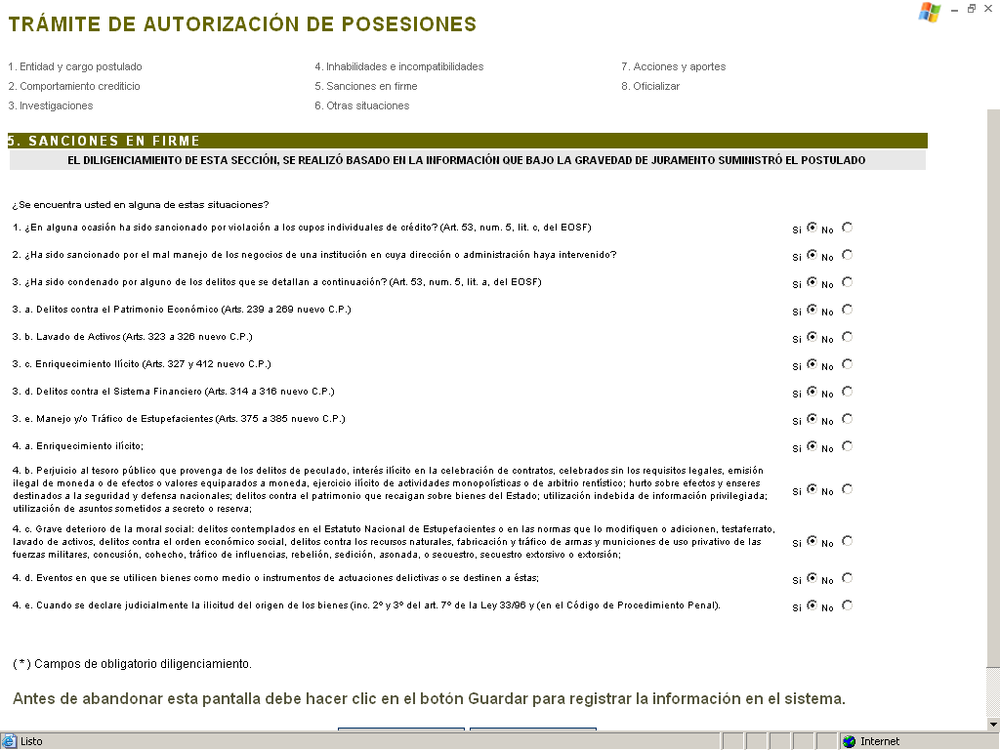 TRÁMITE DE AUTORIZACIÓN DE POSESIONES
1. Entidad y cargo postulado
4. Inhabilidades e incompatibilidades
7. Acciones y aportes
2. Comportamiento crediticio
5. Sanciones en firme
8. Oficializar
3. Investigaciones
6. Otras situaciones
5. SANCIONES EN FIRME
EL DILIGENCIAMIENTO DE ESTA SECCIÓN, SE REALIZÓ BASADO EN LA INFORMACIÓN QUE BAJO LA GRAVEDAD DE JURAMENTO SUMINISTRÓ EL POSTULADO
¿Se encuentra usted en alguna de estas situaciones?
1. ¿En alguna ocasión ha sido sancionado por violación a los cupos individuales de crédito? (Art. 53, num. 5, lit. c, del EOSF) Si No
2. ¿Ha sido sancionado por el mal manejo de los negocios de una institución en cuya dirección o administración haya intervenido? Si No
3. ¿Ha sido condenado por alguno de los delitos que se detallan a continuación? (Art. 53, num. 5, lit. a, del EOSF) Si No
3. a. Delitos contra el Patrimonio Económico (Arts. 239 a 269 nuevo C.P.) Si No
3. b. Lavado de Activos (Arts. 323 a 326 nuevo C.P.) Si No
3. c. Enriquecimiento Ilícito (Arts. 327 y 412 nuevo C.P.) Si No
3. d. Delitos contra el Sistema Financiero (Arts. 314 a 316 nuevo C.P.) Si No
3. e. Manejo y/o Tráfico de Estupefacientes (Arts. 375 a 385 nuevo C.P.) Si No
4. a. Enriquecimiento ilícito; Si No
4. b. Perjuicio al tesoro público que provenga de los delitos de peculado, interés ilícito en la celebración de contratos, celebrados sin los requisitos legales, emisión
ilegal de moneda o de efectos o valores equiparados a moneda, ejercicio ilícito de actividades monopolísticas o de arbitrio rentístico; hurto sobre efectos y enseres
destinados a la seguridad y defensa nacionales; delitos contra el patrimonio que recaigan sobre bienes del Estado; utilización indebida de información privilegiada;
utilización de asuntos sometidos a secreto o reserva; Si No
4. c. Grave deterioro de la moral social: delitos contemplados en el Estatuto Nacional de Estupefacientes o en las normas que lo modifiquen o adicionen, testaferrato,
lavado de activos, delitos contra el orden económico social, delitos contra los recursos naturales, fabricación y tráfico de armas y municiones de uso privativo de las
fuerzas militares, concusión, cohecho, tráfico de influencias, rebelión, sedición, asonada, o secuestro, secuestro extorsivo o extorsión; Si No
4. d. Eventos en que se utilicen bienes como medio o instrumentos de actuaciones delictivas o se destinen a éstas; Si No
4. e. Cuando se declare judicialmente la ilicitud del origen de los bienes (inc. 2º y 3º del art. 7º de la Ley 33/96 y (en el Código de Procedimiento Penal). Si No
( * ) Campos de obligatorio diligenciamiento.
Antes de abandonar esta pantalla debe hacer clic en el botón Guardar para registrar la información en el sistema.
Listo
Internet